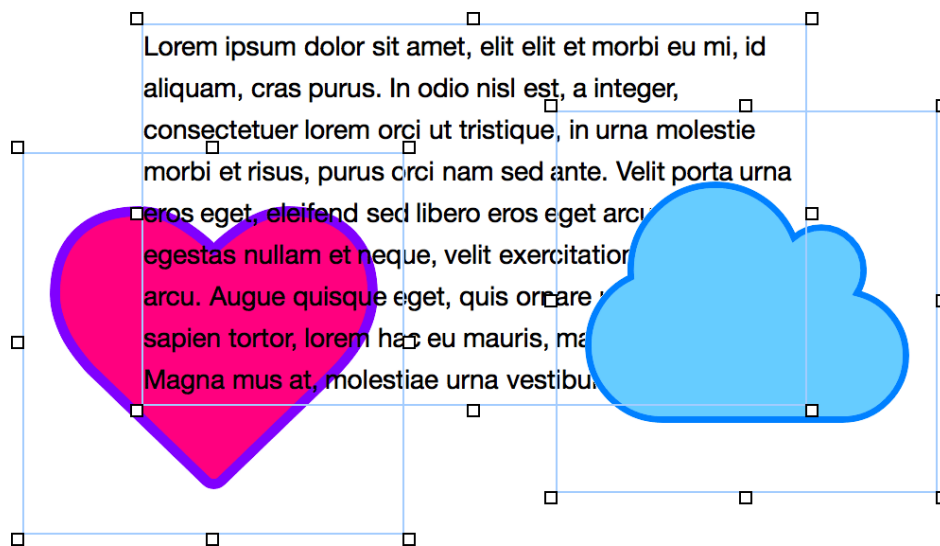 Lorem ipsum dolor sit amet, elit elit et morbi eu mi, id
aliquam, cras purus. In odio nisl est, a integer,
consectetuer lorem orci ut tristique, in urna molestie
morbi et risus, purus orci nam sed ante. Velit porta urna
eros eget, eleifend sed libero eros eget arcu
egestas nullam et neque, velit exercitation
arcu. Augue quisque eget, quis ornare
sapien tortor, lorem hac eu mauris,
Magna mus at, molestiae urna